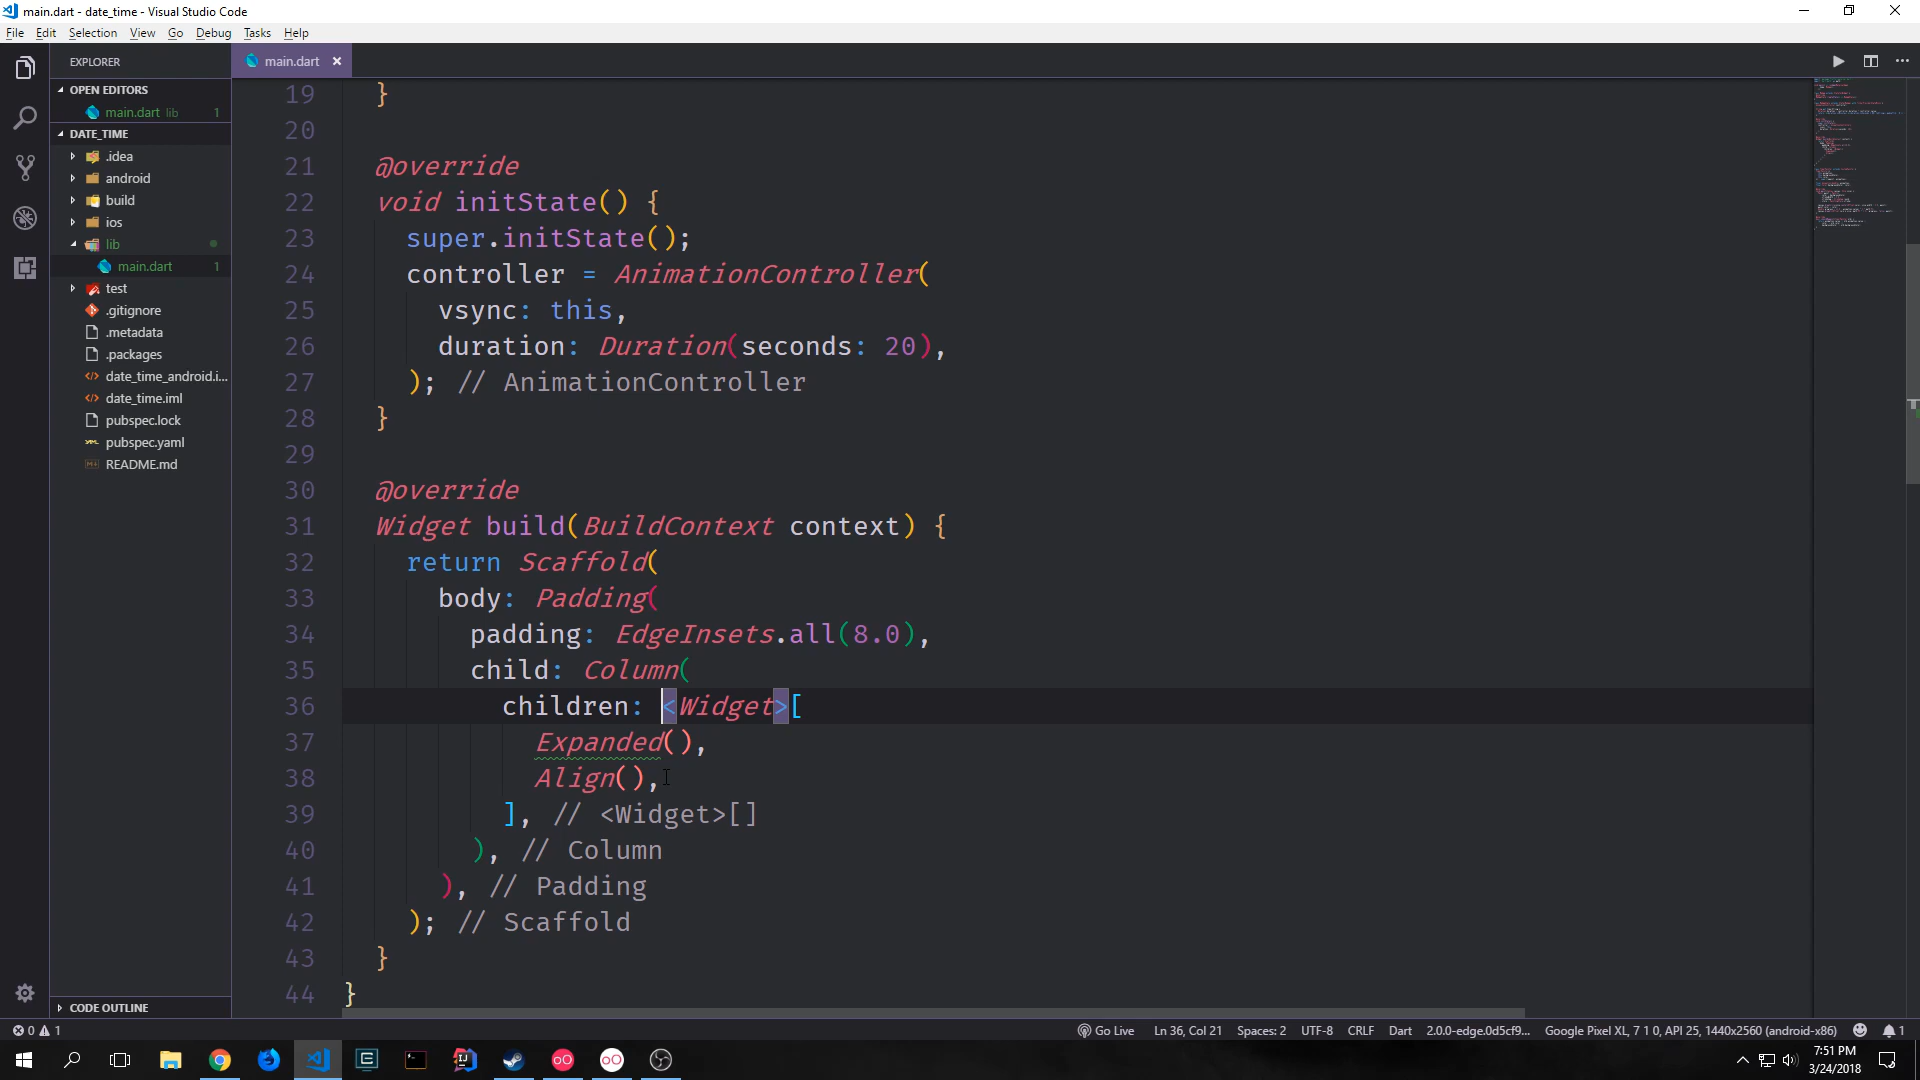 main.dart - date_time - Visual Studio Code
File Edit Selection View Go Debug Tasks Help
EXPLORER
OPEN EDITORS
main.dart lib 1
DATE_TIME
.idea
android
build
ios
lib
main.dart 1
test
.gitignore
.metadata
.packages
date_time_android.i...
date_time.iml
pubspec.lock
pubspec.yaml
README.md
CODE OUTLINE
main.dart
19 }
20
21 @override
22 void initState() {
23 super.initState();
24 controller = AnimationController(
25 vsync: this,
26 duration: Duration(seconds: 20),
27 ); // AnimationController
28 }
29
30 @override
31 Widget build(BuildContext context) {
32 return Scaffold(
33 body: Padding(
34 padding: EdgeInsets.all(8.0),
35 child: Column(
36 children: <Widget>[
37 Expanded(),
38 Align(),
39 ], // <Widget>[]
40 ), // Column
41 ), // Padding
42 ); // Scaffold
43 }
44 }
0 1 Go Live Ln 36, Col 21 Spaces: 2 UTF-8 CRLF Dart 2.0.0-edge.0d5cf9... Google Pixel XL, 7 1 0, API 25, 1440x2560 (android-x86) 1
7:51 PM
3/24/2018